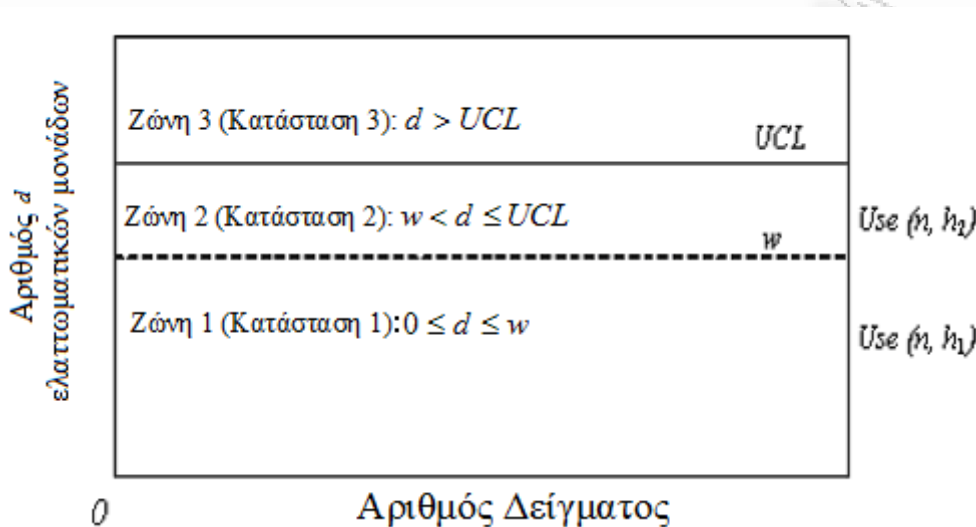 Αριθμός d
ελαττωματικών μονάδων
Ζώνη 3 (Κατάσταση 3): d > UCL
UCL
Ζώνη 2 (Κατάσταση 2): w < d ≤ UCL
w
Use (n, h₂)
Ζώνη 1 (Κατάσταση 1): 0 ≤ d ≤ w
Use (n, h₁)
0
Αριθμός Δείγματος